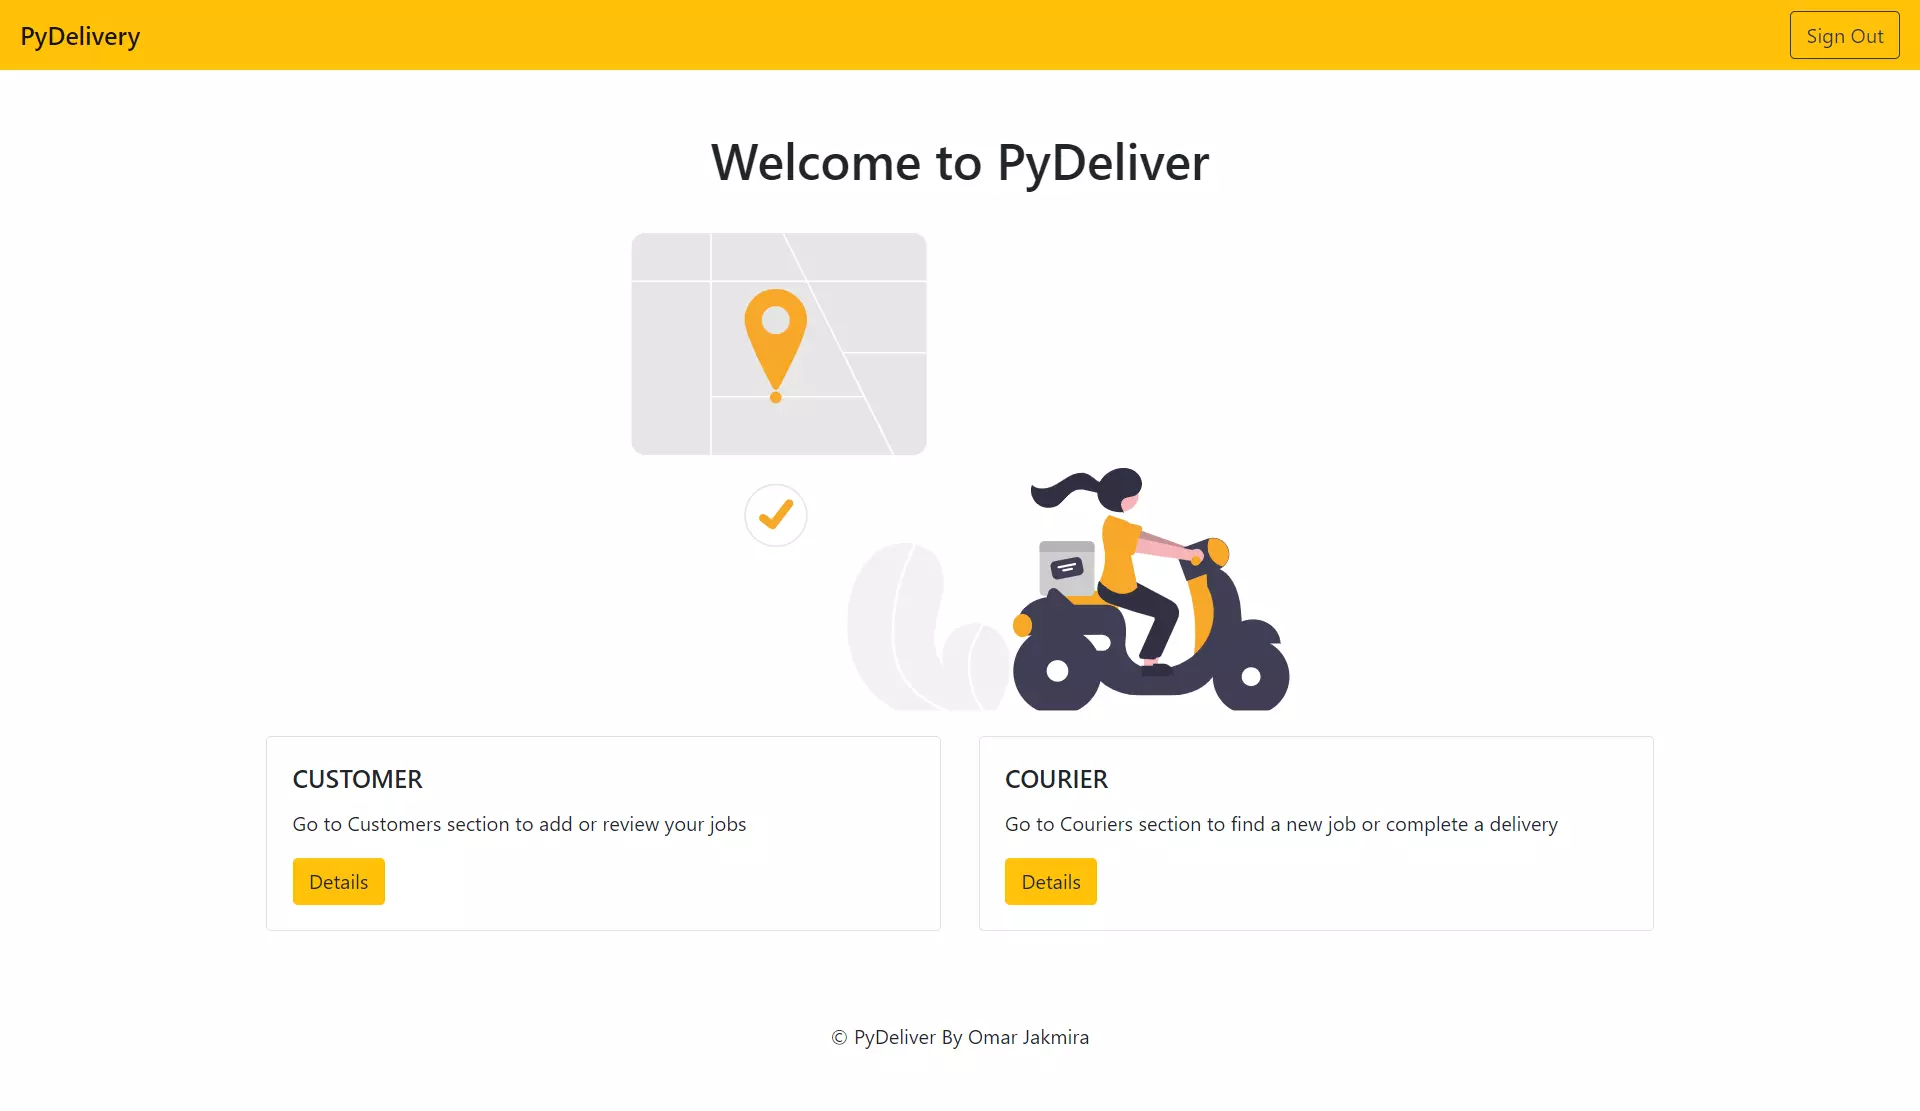 PyDelivery
Sign Out
Welcome to PyDeliver
CUSTOMER
Go to Customers section to add or review your jobs
Details
COURIER
Go to Couriers section to find a new job or complete a delivery
Details
© PyDeliver By Omar Jakmira